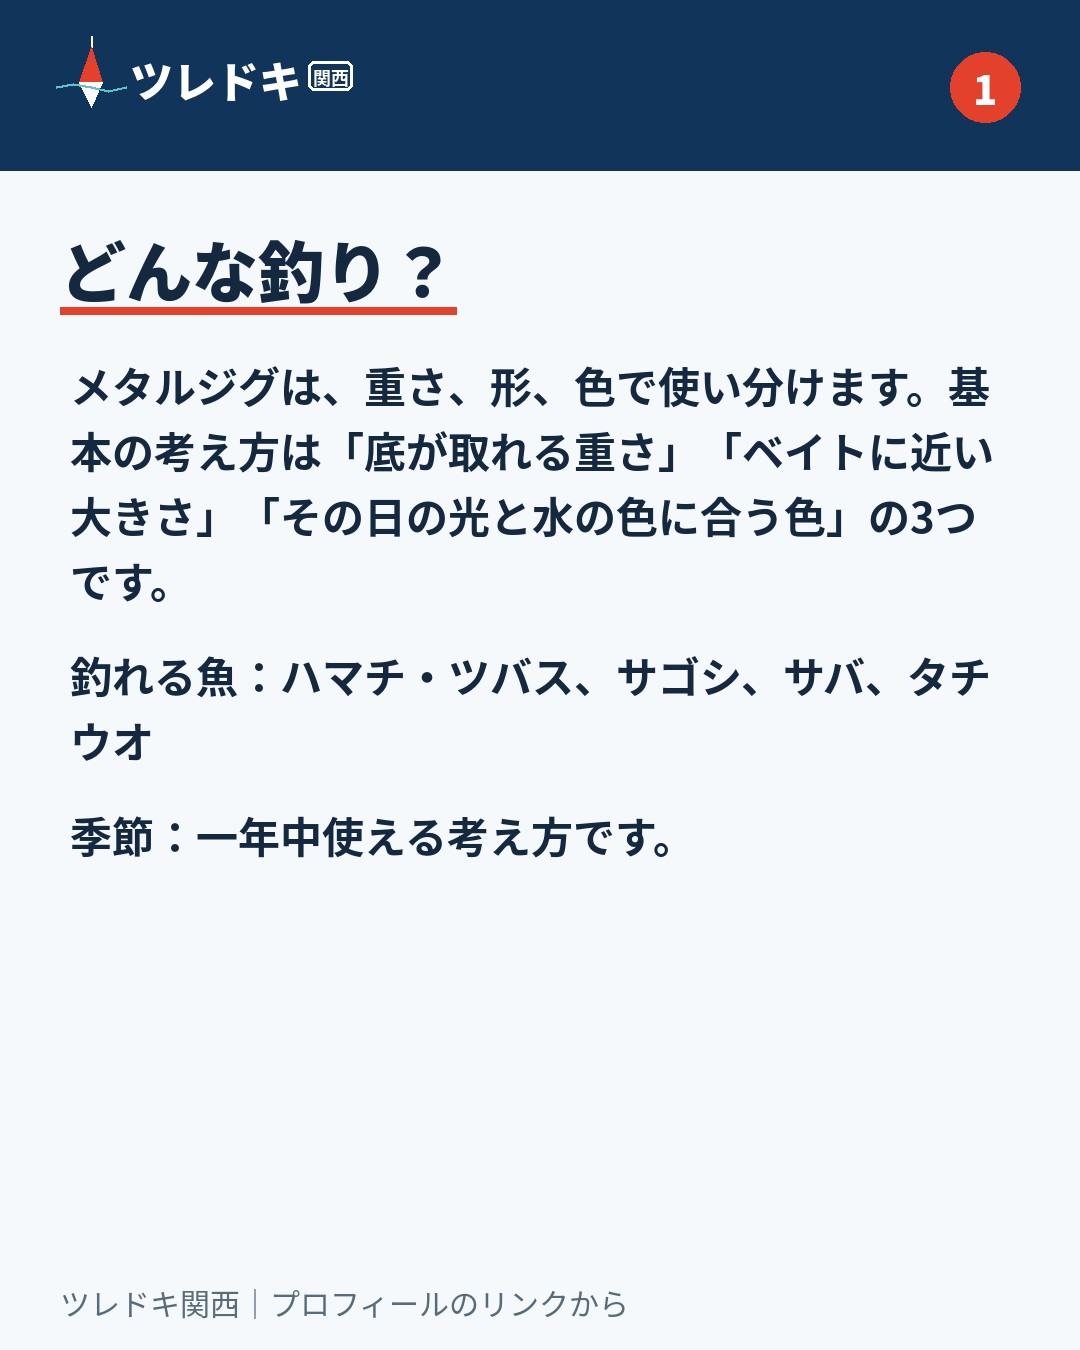 ツレドキ 関西
1
どんな釣り？
メタルジグは、重さ、形、色で使い分けます。基
本の考え方は「底が取れる重さ」「ベイトに近い
大きさ」「その日の光と水の色に合う色」の3つ
です。
釣れる魚：ハマチ・ツバス、サゴシ、サバ、タチ
ウオ
季節：一年中使える考え方です。
ツレドキ関西｜プロフィールのリンクから